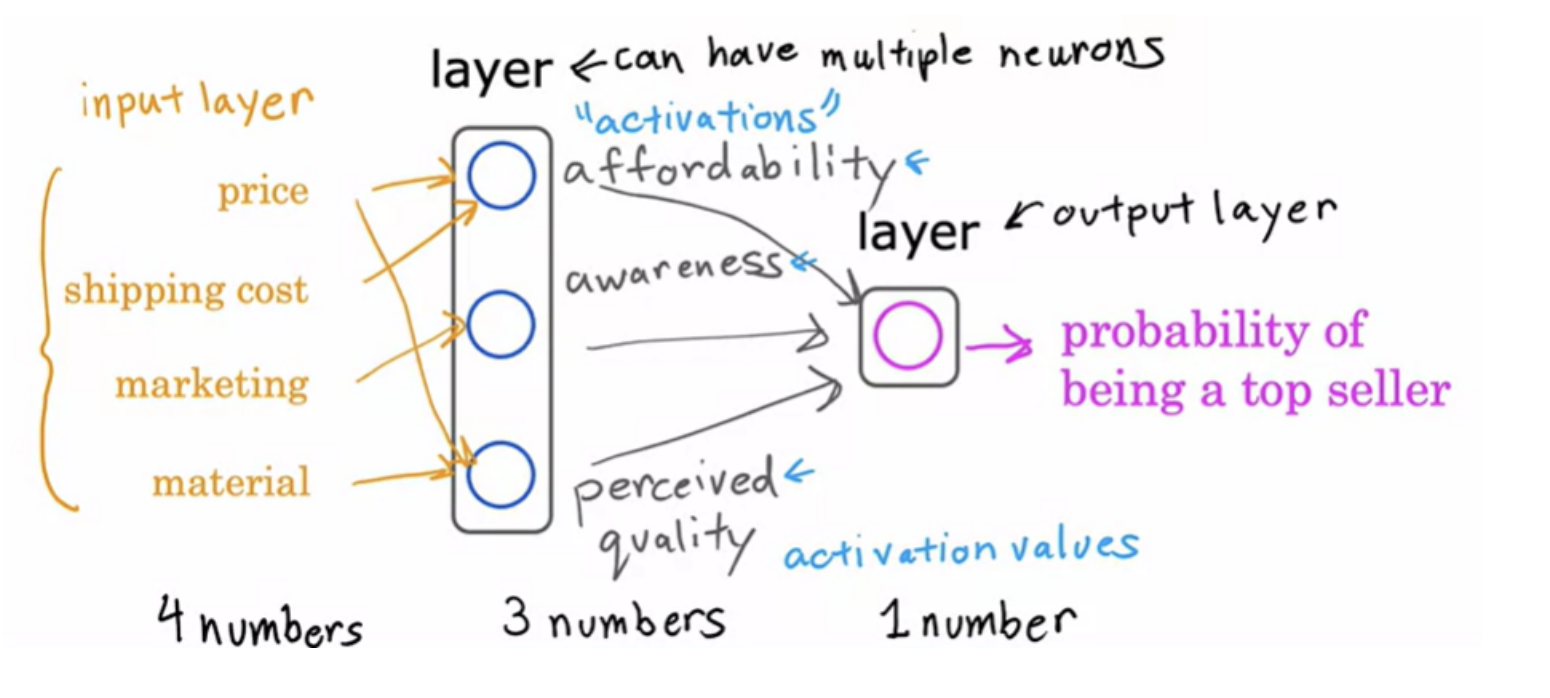 layer ←can have multiple neurons
input layer
"activations"
price
affordability ←
layer ← output layer
shipping cost
awareness ←
probability of
being a top seller
marketing
material
perceived ←
quality
activation values
4 numbers
3 numbers
1 number